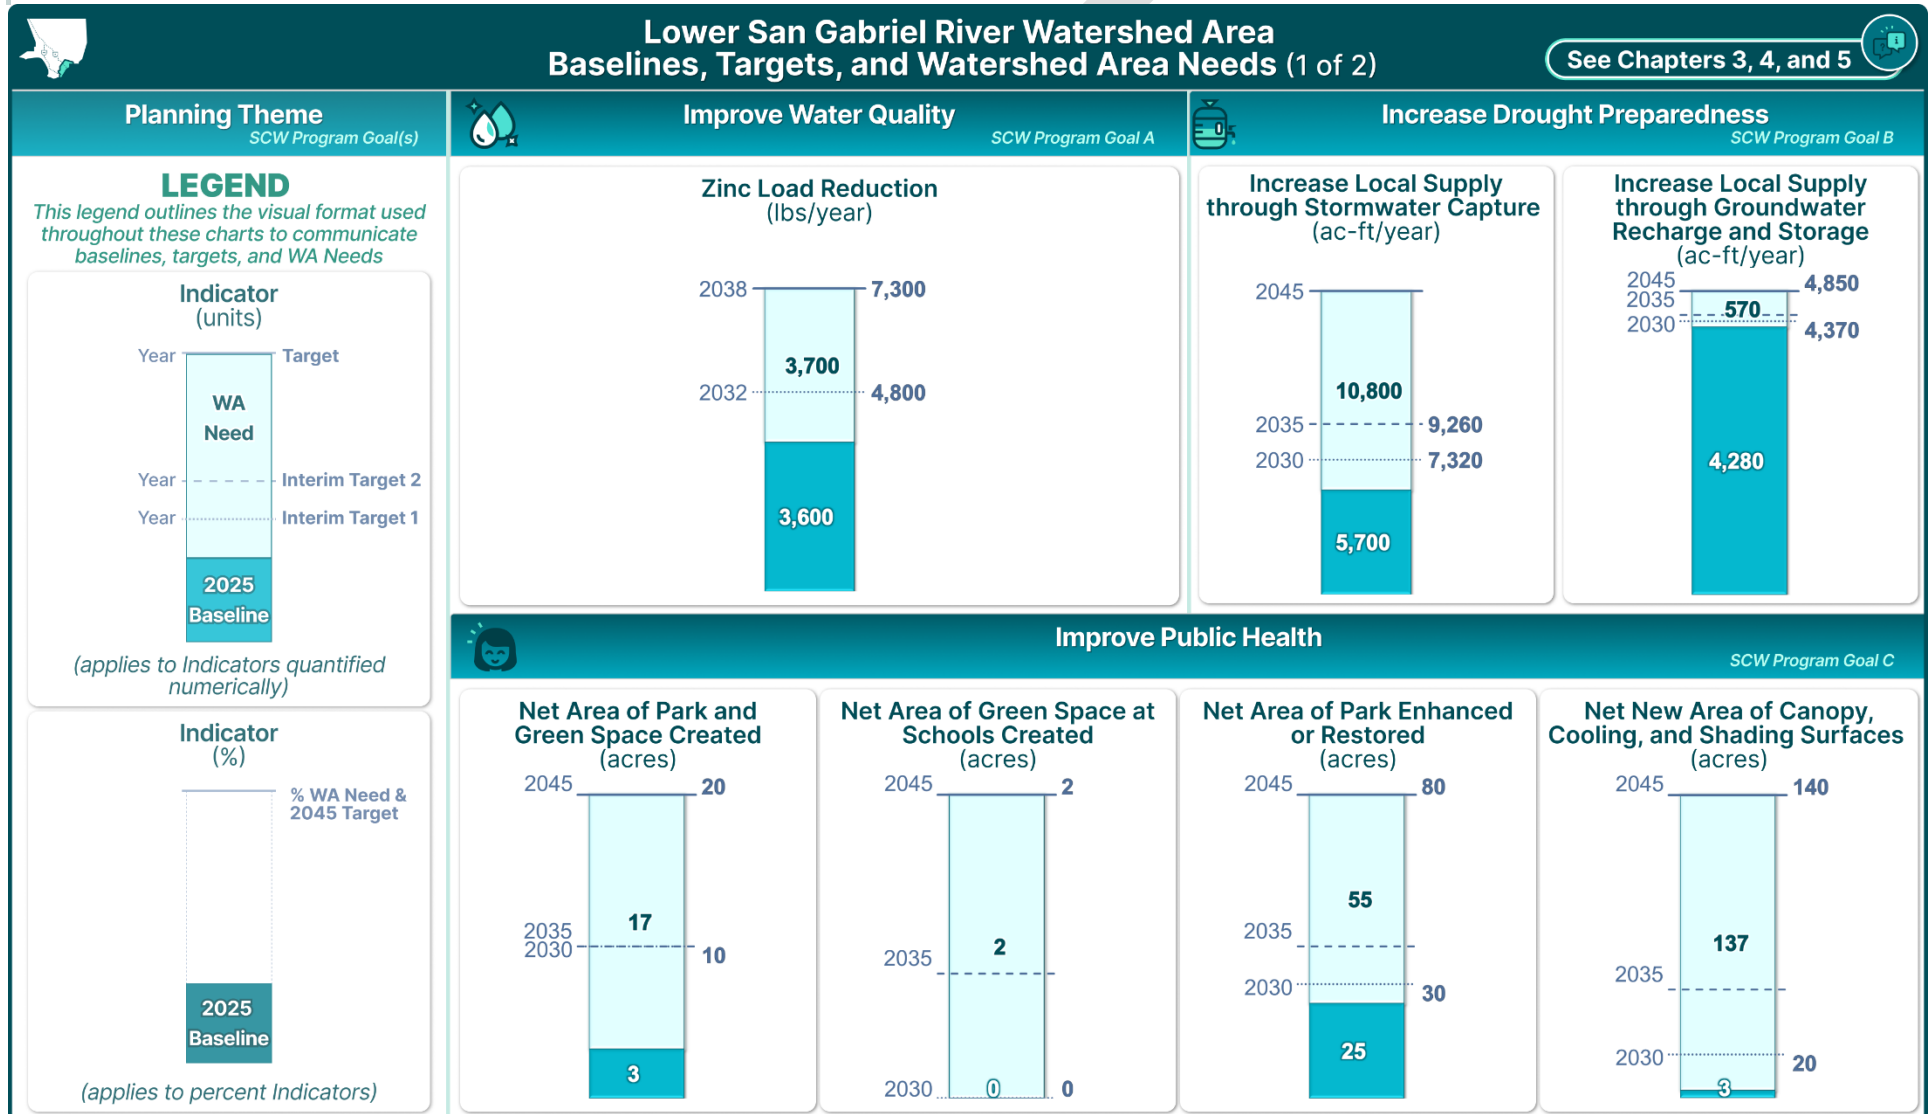 Lower San Gabriel River Watershed Area
Baselines, Targets, and Watershed Area Needs (1 of 2)
See Chapters 3, 4, and 5
Planning Theme
SCW Program Goal(s)
LEGEND
This legend outlines the visual format used
throughout these charts to communicate
baselines, targets, and WA Needs
Indicator
(units)
Year
Target
WA
Need
Year
Interim Target 2
Year
Interim Target 1
2025
Baseline
(applies to Indicators quantified
numerically)
Indicator
(%)
% WA Need &
2045 Target
2025
Baseline
(applies to percent Indicators)
Improve Water Quality
SCW Program Goal A
Zinc Load Reduction
(lbs/year)
2038
7,300
3,700
2032
4,800
3,600
Increase Drought Preparedness
SCW Program Goal B
Increase Local Supply
through Stormwater Capture
(ac-ft/year)
2045
10,800
2035
9,260
2030
7,320
5,700
Increase Local Supply
through Groundwater
Recharge and Storage
(ac-ft/year)
2045
4,850
2035
570
2030
4,370
4,280
Improve Public Health
SCW Program Goal C
Net Area of Park and
Green Space Created
(acres)
2045
20
17
2035
2030
10
3
Net Area of Green Space at
Schools Created
(acres)
2045
2
2
2035
2030
0
0
Net Area of Park Enhanced
or Restored
(acres)
2045
80
55
2035
2030
30
25
Net New Area of Canopy,
Cooling, and Shading Surfaces
(acres)
2045
140
137
2035
2030
20
3